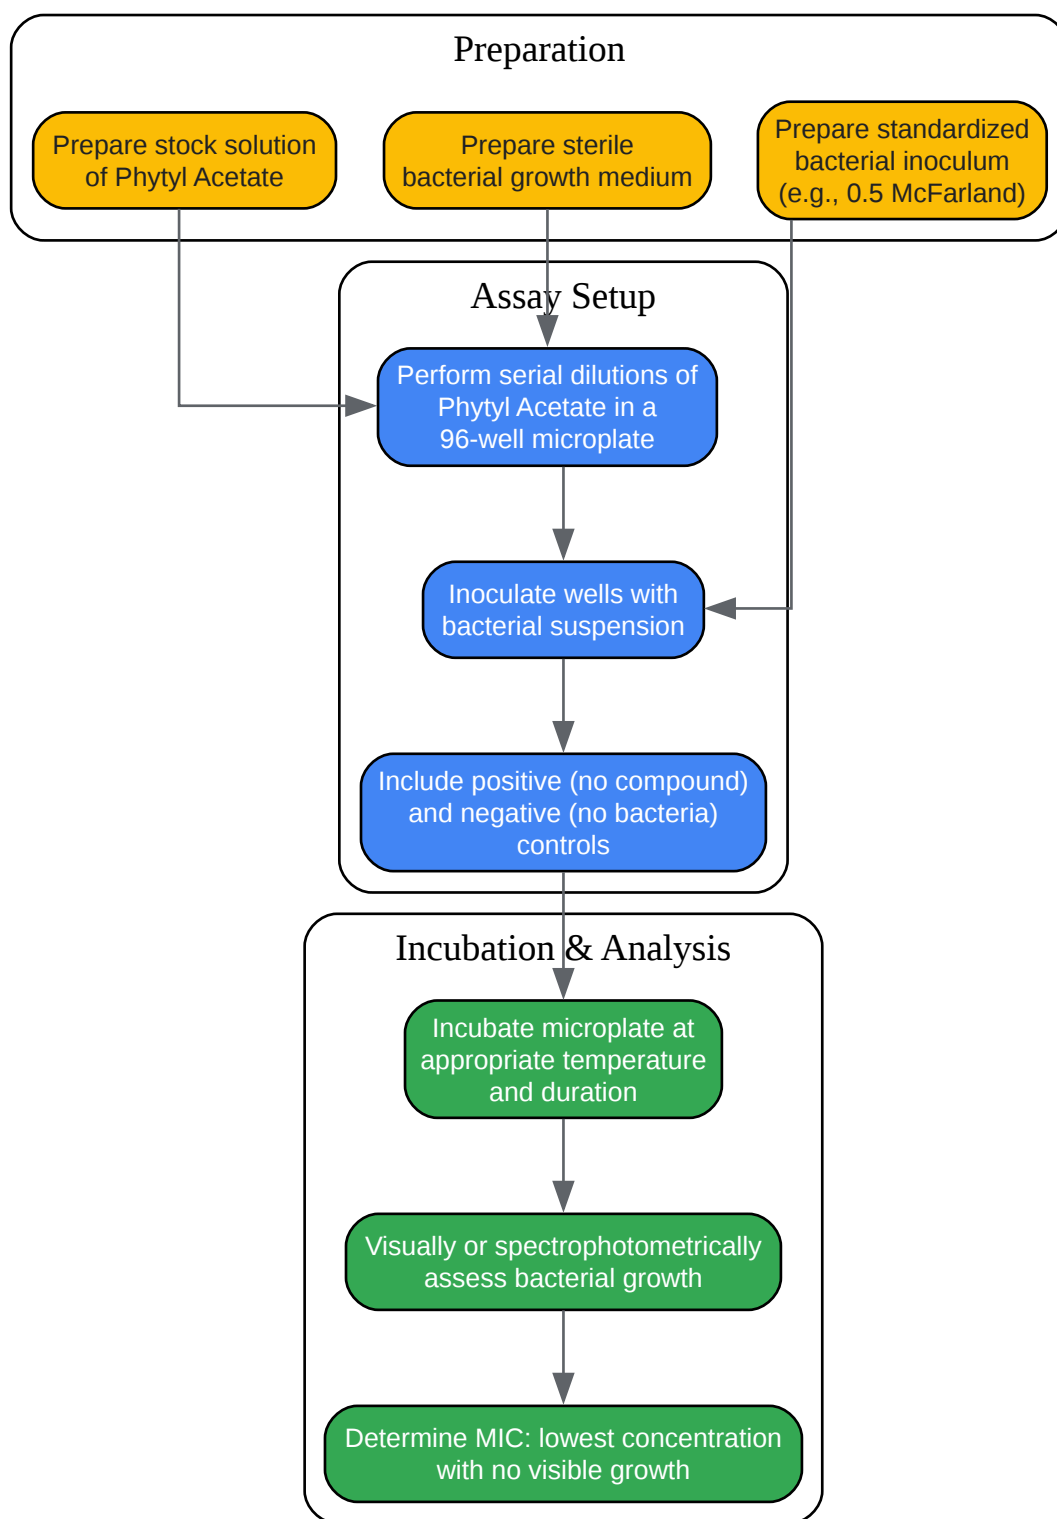 Preparation
Prepare stock solution
of Phytyl Acetate
Prepare sterile
bacterial growth medium
Prepare standardized
bacterial inoculum
(e.g., 0.5 McFarland)
Assay Setup
Perform serial dilutions of
Phytyl Acetate in a
96-well microplate
Inoculate wells with
bacterial suspension
Include positive (no compound)
and negative (no bacteria)
controls
Incubation & Analysis
Incubate microplate at
appropriate temperature
and duration
Visually or spectrophotometrically
assess bacterial growth
Determine MIC: lowest concentration
with no visible growth